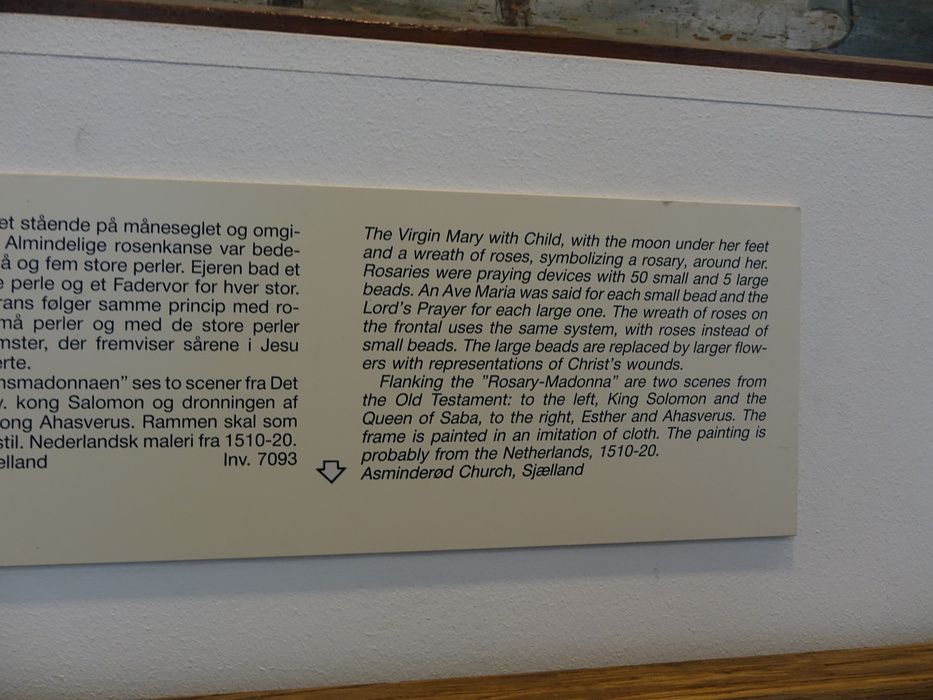 et stående på måneseglet og omgi-
Almindelige rosenkanse var bede-
å og fem store perler. Ejeren bad et
perle og et Fadervor for hver stor.
rans følger samme princip med ro-
må perler og med de store perler
mster, der fremviser sårene i Jesu
erte.
nsmadonnaen" ses to scener fra Det
v. kong Salomon og dronningen af
ong Ahasverus. Rammen skal som
stil. Nederlandsk maleri fra 1510-20.
elland Inv. 7093
The Virgin Mary with Child, with the moon under her feet
and a wreath of roses, symbolizing a rosary, around her.
Rosaries were praying devices with 50 small and 5 large
beads. An Ave Maria was said for each small bead and the
Lord's Prayer for each large one. The wreath of roses on
the frontal uses the same system, with roses instead of
small beads. The large beads are replaced by larger flow-
ers with representations of Christ's wounds.
Flanking the "Rosary-Madonna" are two scenes from
the Old Testament: to the left, King Solomon and the
Queen of Saba, to the right, Esther and Ahasverus. The
frame is painted in an imitation of cloth. The painting is
probably from the Netherlands, 1510-20.
Asminderød Church, Sjælland